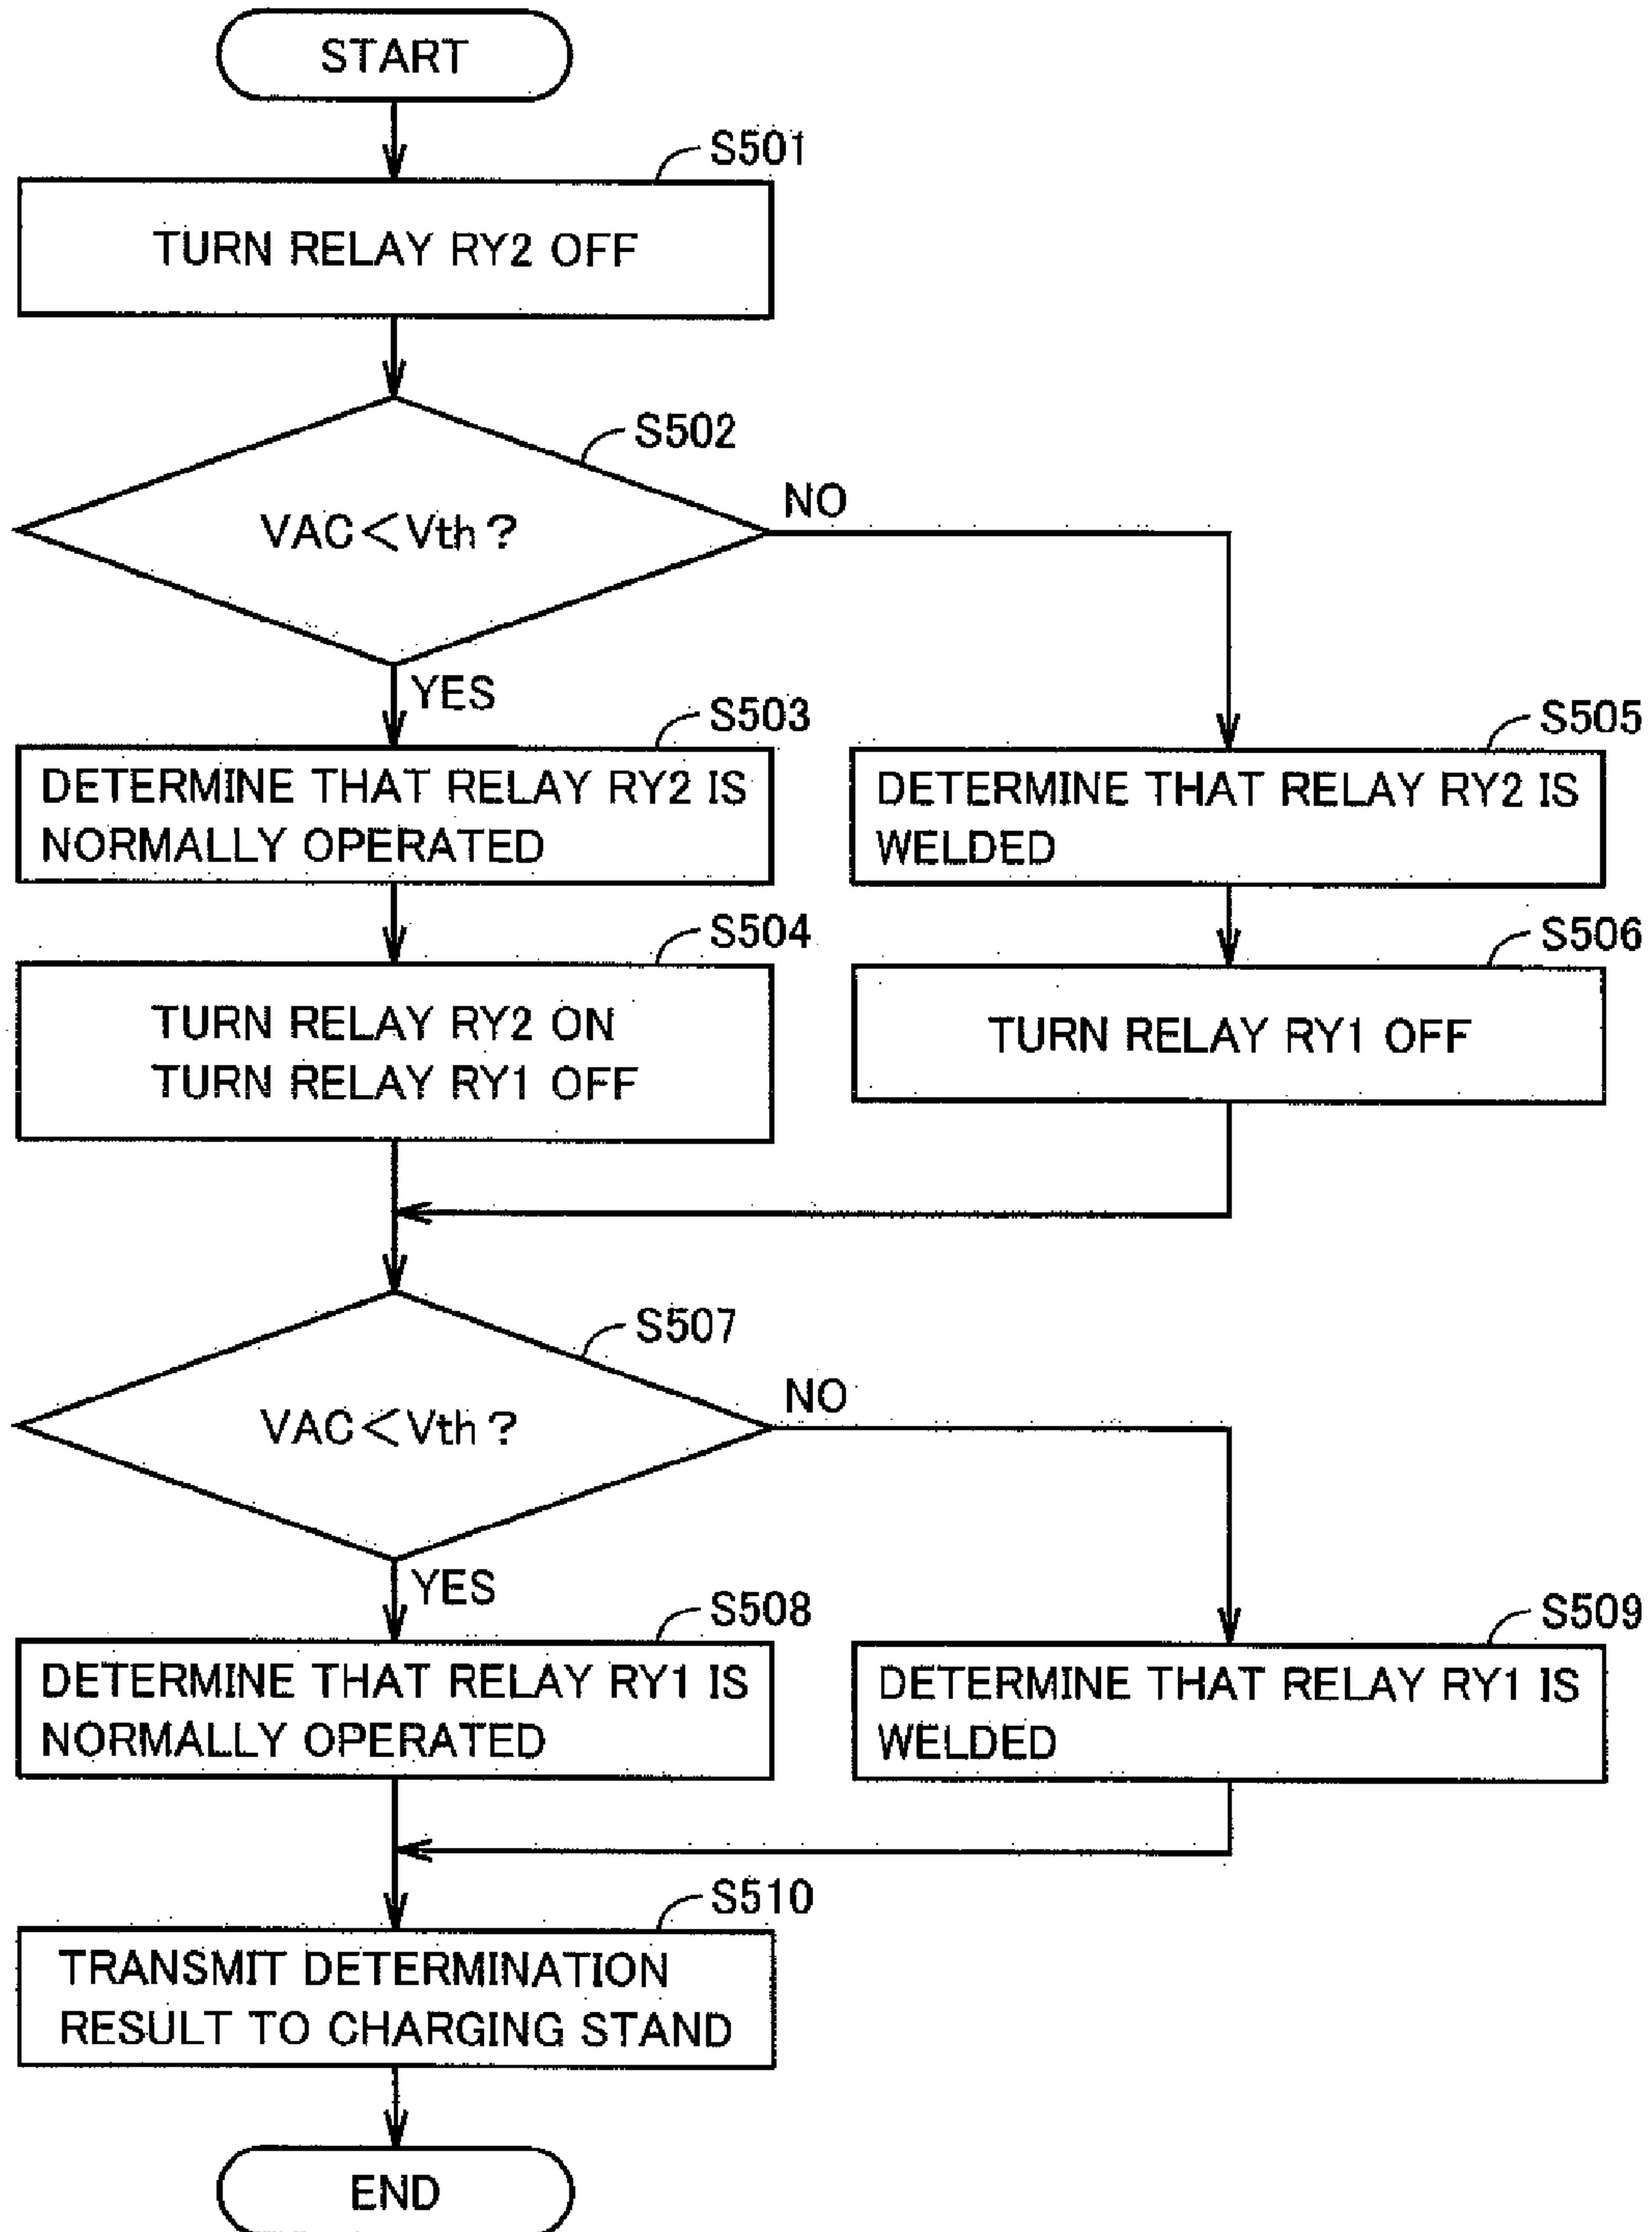 START
S501
TURN RELAY RY2 OFF
S502
VAC<Vth?
NO
YES
S503
DETERMINE THAT RELAY RY2 IS
NORMALLY OPERATED
S505
DETERMINE THAT RELAY RY2 IS
WELDED
S504
TURN RELAY RY2 ON
TURN RELAY RY1 OFF
S506
TURN RELAY RY1 OFF
S507
VAC<Vth?
NO
YES
S508
DETERMINE THAT RELAY RY1 IS
NORMALLY OPERATED
S509
DETERMINE THAT RELAY RY1 IS
WELDED
S510
TRANSMIT DETERMINATION
RESULT TO CHARGING STAND
END